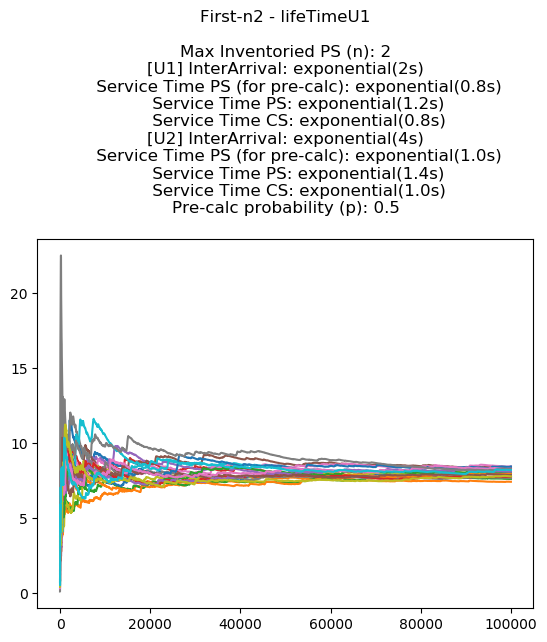 First-n2 - lifeTimeU1
Max Inventoried PS (n): 2
[U1] InterArrival: exponential(2s)
Service Time PS (for pre-calc): exponential(0.8s)
Service Time PS: exponential(1.2s)
Service Time CS: exponential(0.8s)
[U2] InterArrival: exponential(4s)
Service Time PS (for pre-calc): exponential(1.0s)
Service Time PS: exponential(1.4s)
Service Time CS: exponential(1.0s)
Pre-calc probability (p): 0.5
20
15
10
5
0
0 20000 40000 60000 80000 100000